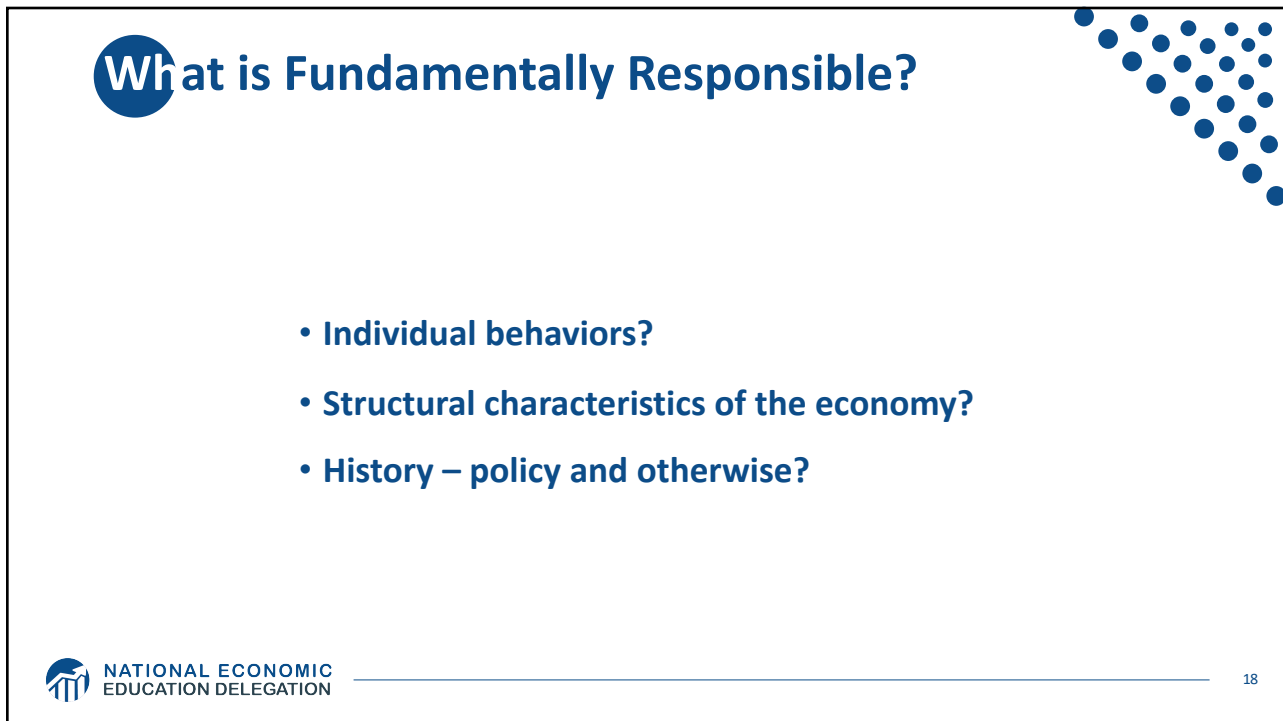 What is Fundamentally Responsible?
• Individual behaviors?
• Structural characteristics of the economy?
• History – policy and otherwise?
NATIONAL ECONOMIC
EDUCATION DELEGATION
18